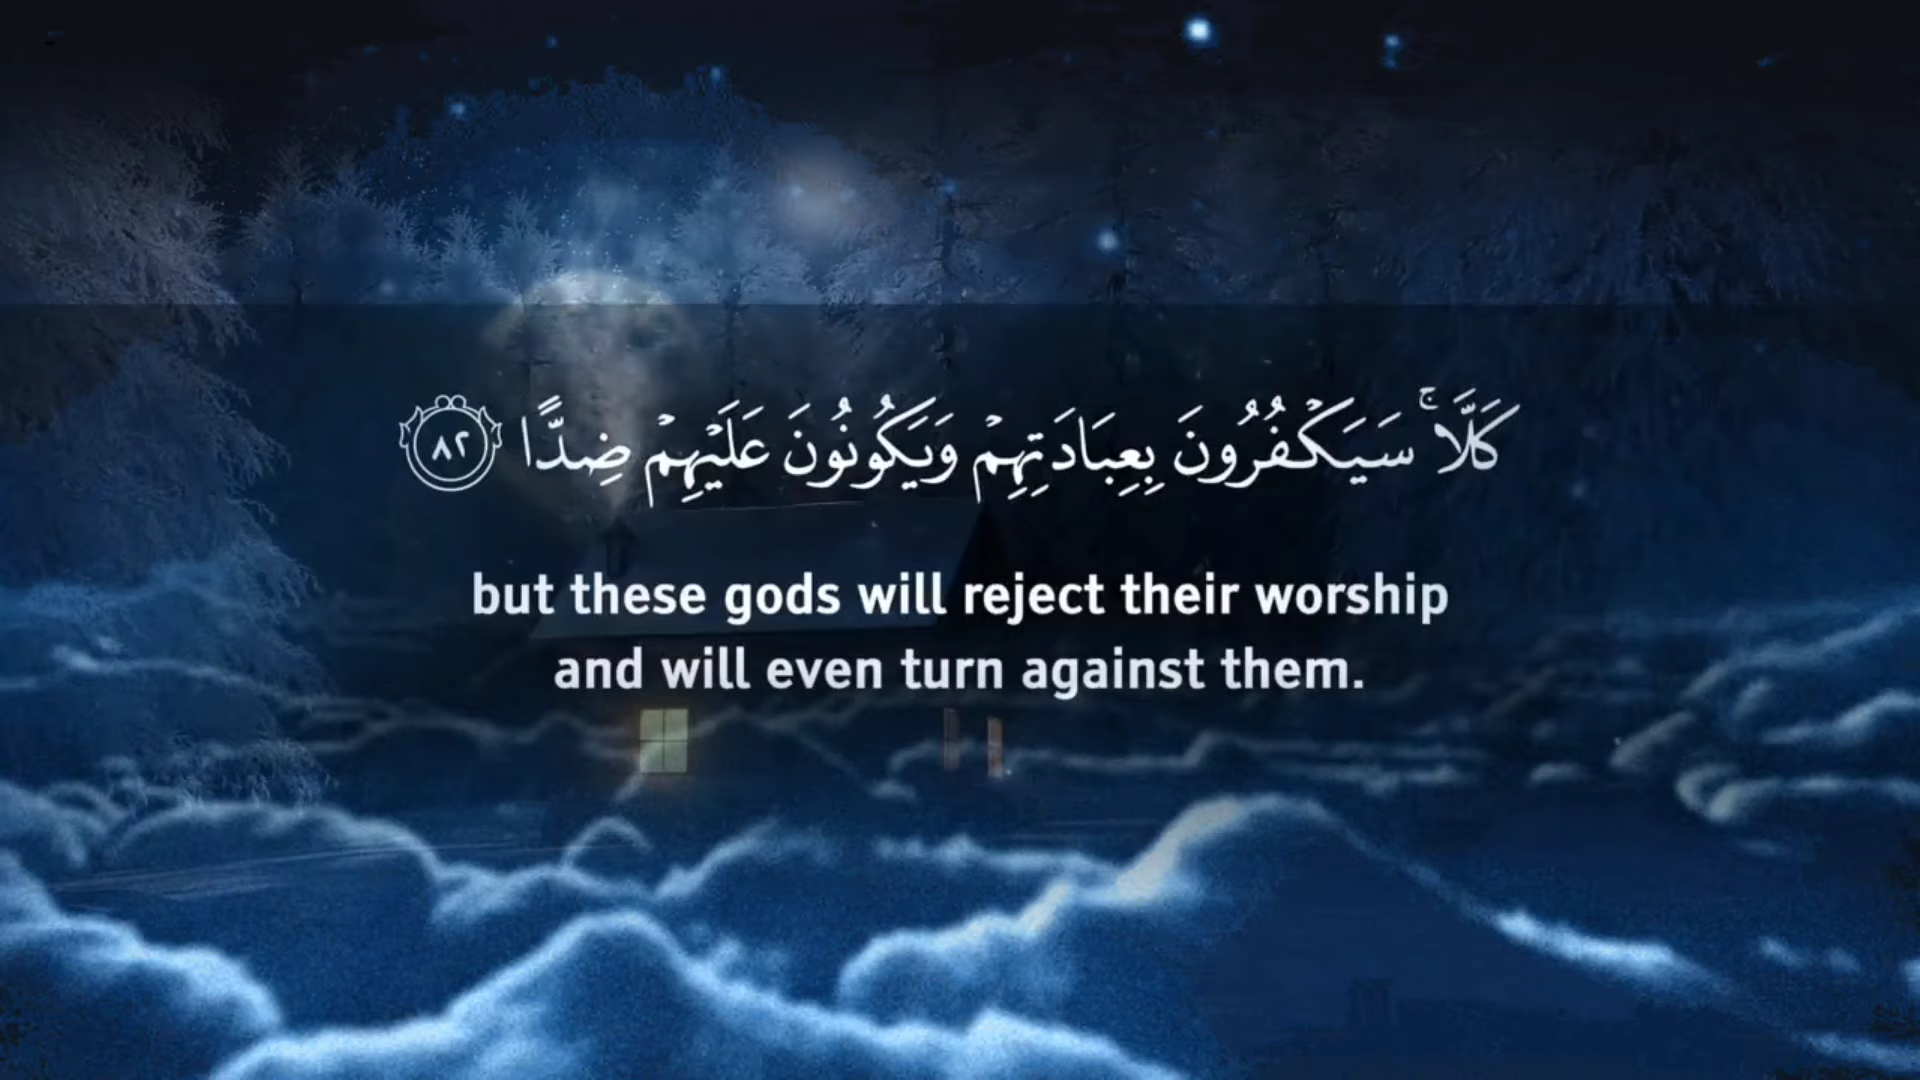 كَلَّاۚ سَيَكۡفُرُونَ بِعِبَادَتِهِمۡ وَيَكُونُونَ عَلَيۡهِمۡ ضِدًّا ٨٢
but these gods will reject their worship
and will even turn against them.